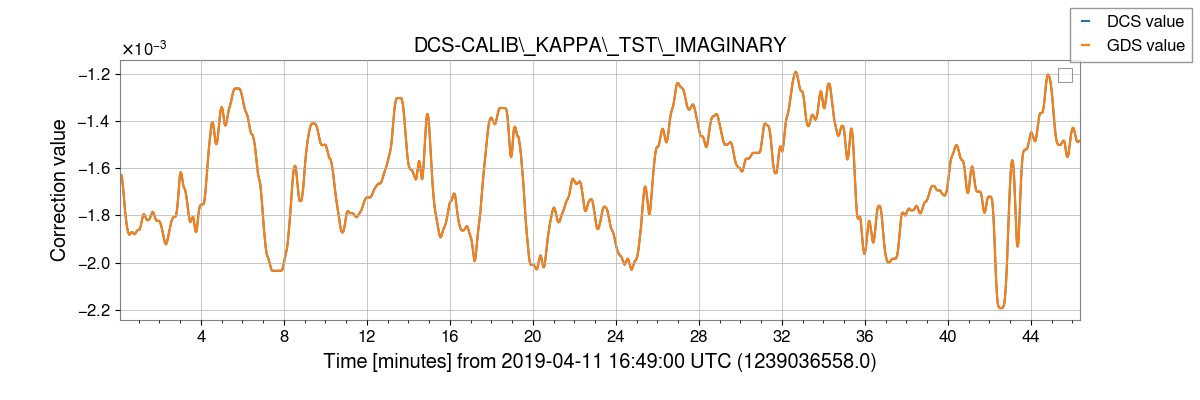 DCS value
GDS value
×10⁻³
DCS-CALIB\_KAPPA\_TST\_IMAGINARY
Correction value
−1.2
−1.4
−1.6
−1.8
−2.0
−2.2
4 8 12 16 20 24 28 32 36 40 44
Time [minutes] from 2019-04-11 16:49:00 UTC (1239036558.0)